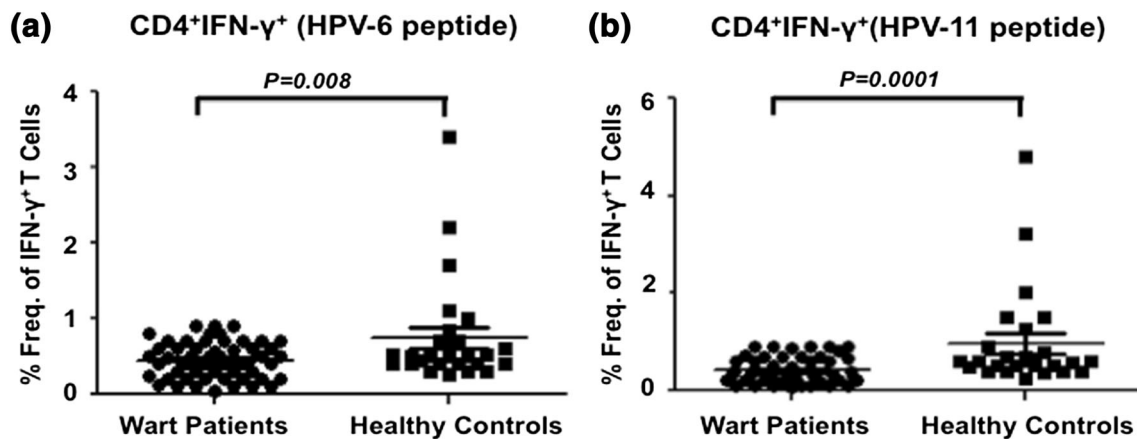 (a) CD4⁺IFN-γ⁺ (HPV-6 peptide)
P=0.008
% Freq. of IFN-γ⁺ T Cells
4
3
2
1
0
Wart Patients Healthy Controls
(b) CD4⁺IFN-γ⁺(HPV-11 peptide)
P=0.0001
% Freq. of IFN-γ⁺ T Cells
6
4
2
0
Wart Patients Healthy Controls